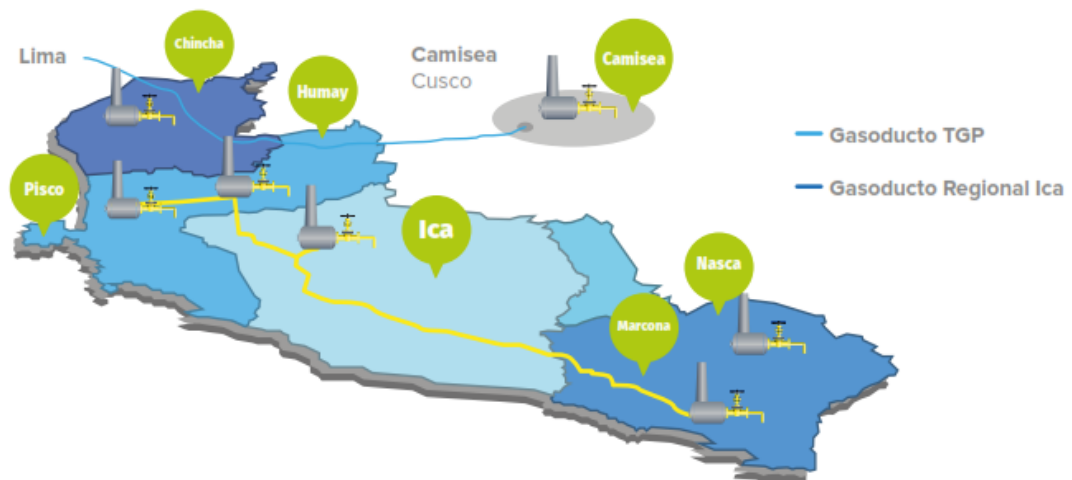 Chincha
Lima
Camisea
Cusco
Camisea
Humay
Gasoducto TGP
Pisco
Gasoducto Regional Ica
Ica
Nasca
Marcona